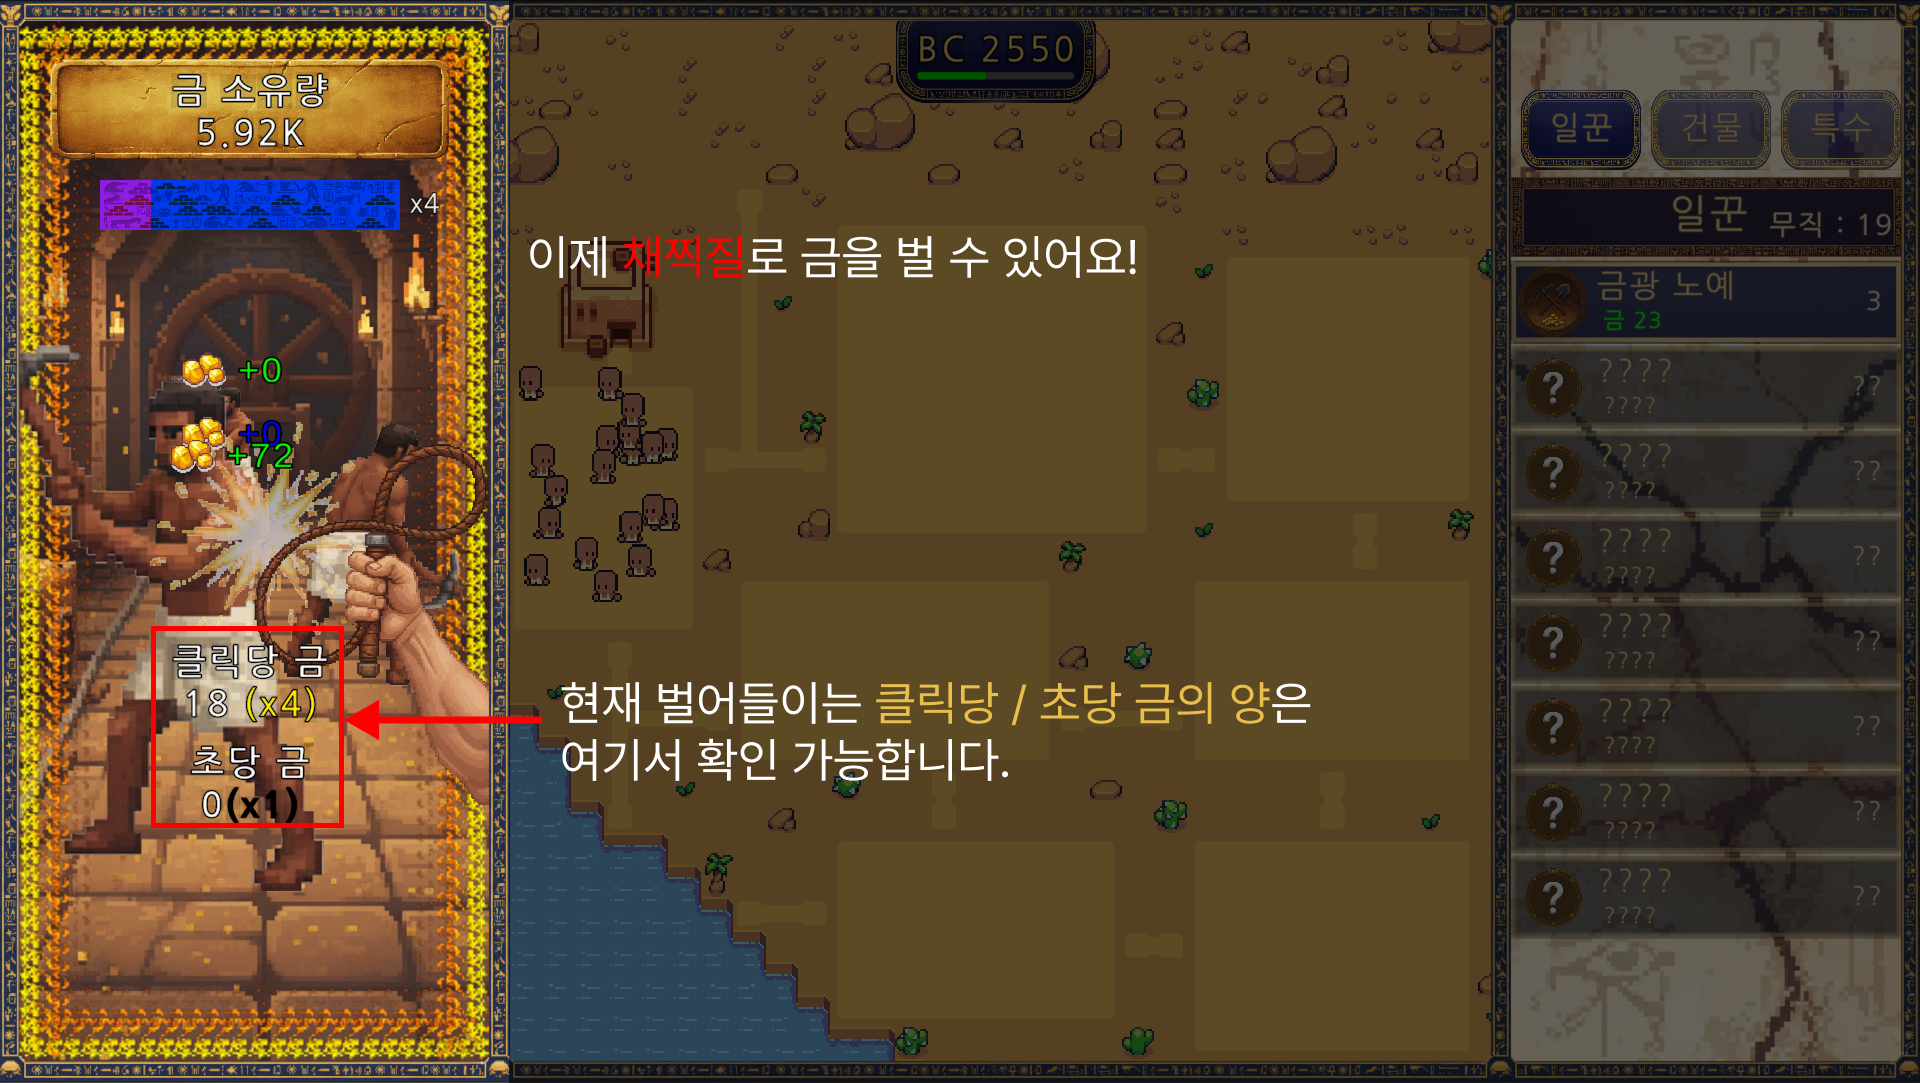 금 소유량
5.92K
x4
+0
+0
+72
클릭당 금
18 (x4)
초당 금
0(x1)
BC 2550
이제 채찍질로 금을 벌 수 있어요!
현재 벌어들이는 클릭당 / 초당 금의 양은
여기서 확인 가능합니다.
일꾼
건물
특수
일꾼 무직 : 19
금광 노예
금 23
3
? ???? ??
????
? ???? ??
????
? ???? ??
????
? ???? ??
????
? ???? ??
????
? ???? ??
????
? ???? ??
????